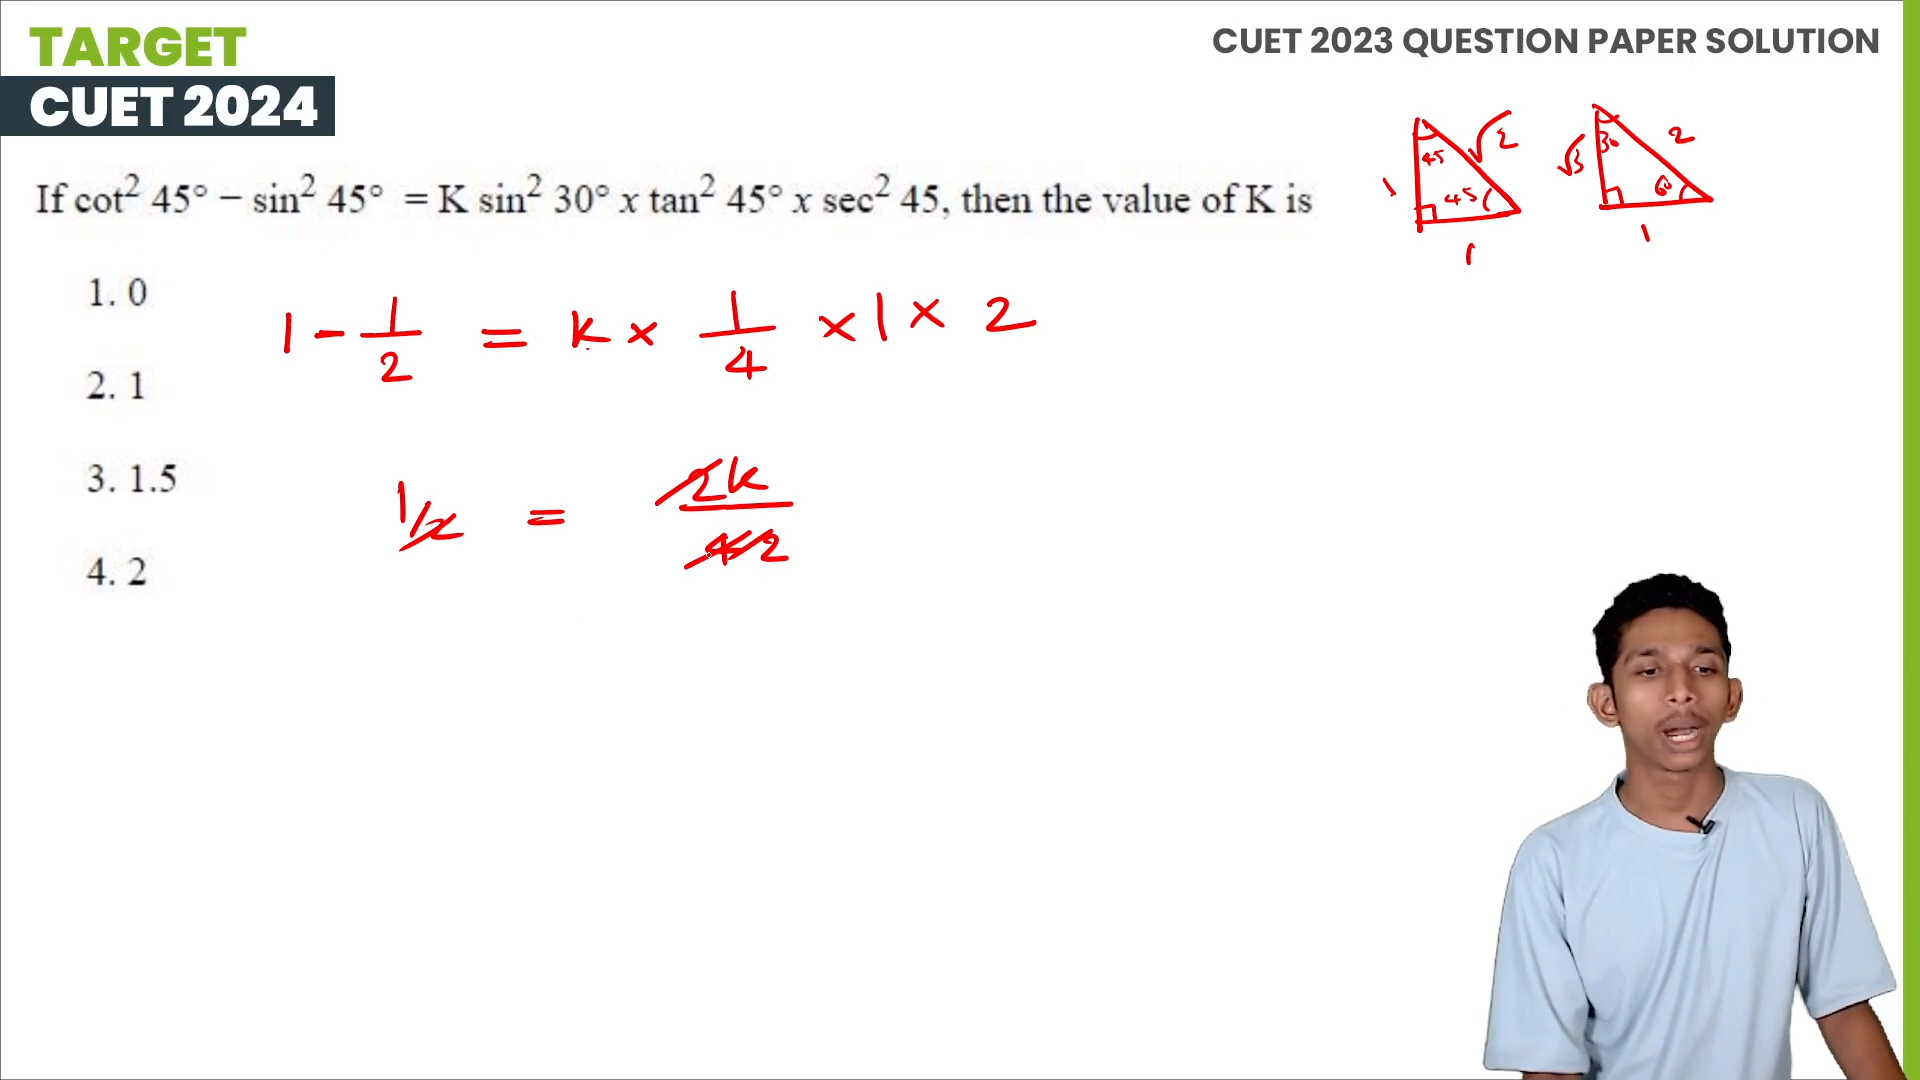 TARGET
CUET 2024
CUET 2023 QUESTION PAPER SOLUTION
If cot² 45° − sin² 45° = K sin² 30° x tan² 45° x sec² 45, then the value of K is
1. 0
2. 1
3. 1.5
4. 2
1 - 1/2 = k × 1/4 × 1 × 2
1/2 = 2k/4 2
1 45 45 √2 1
√3 30 60 2 1